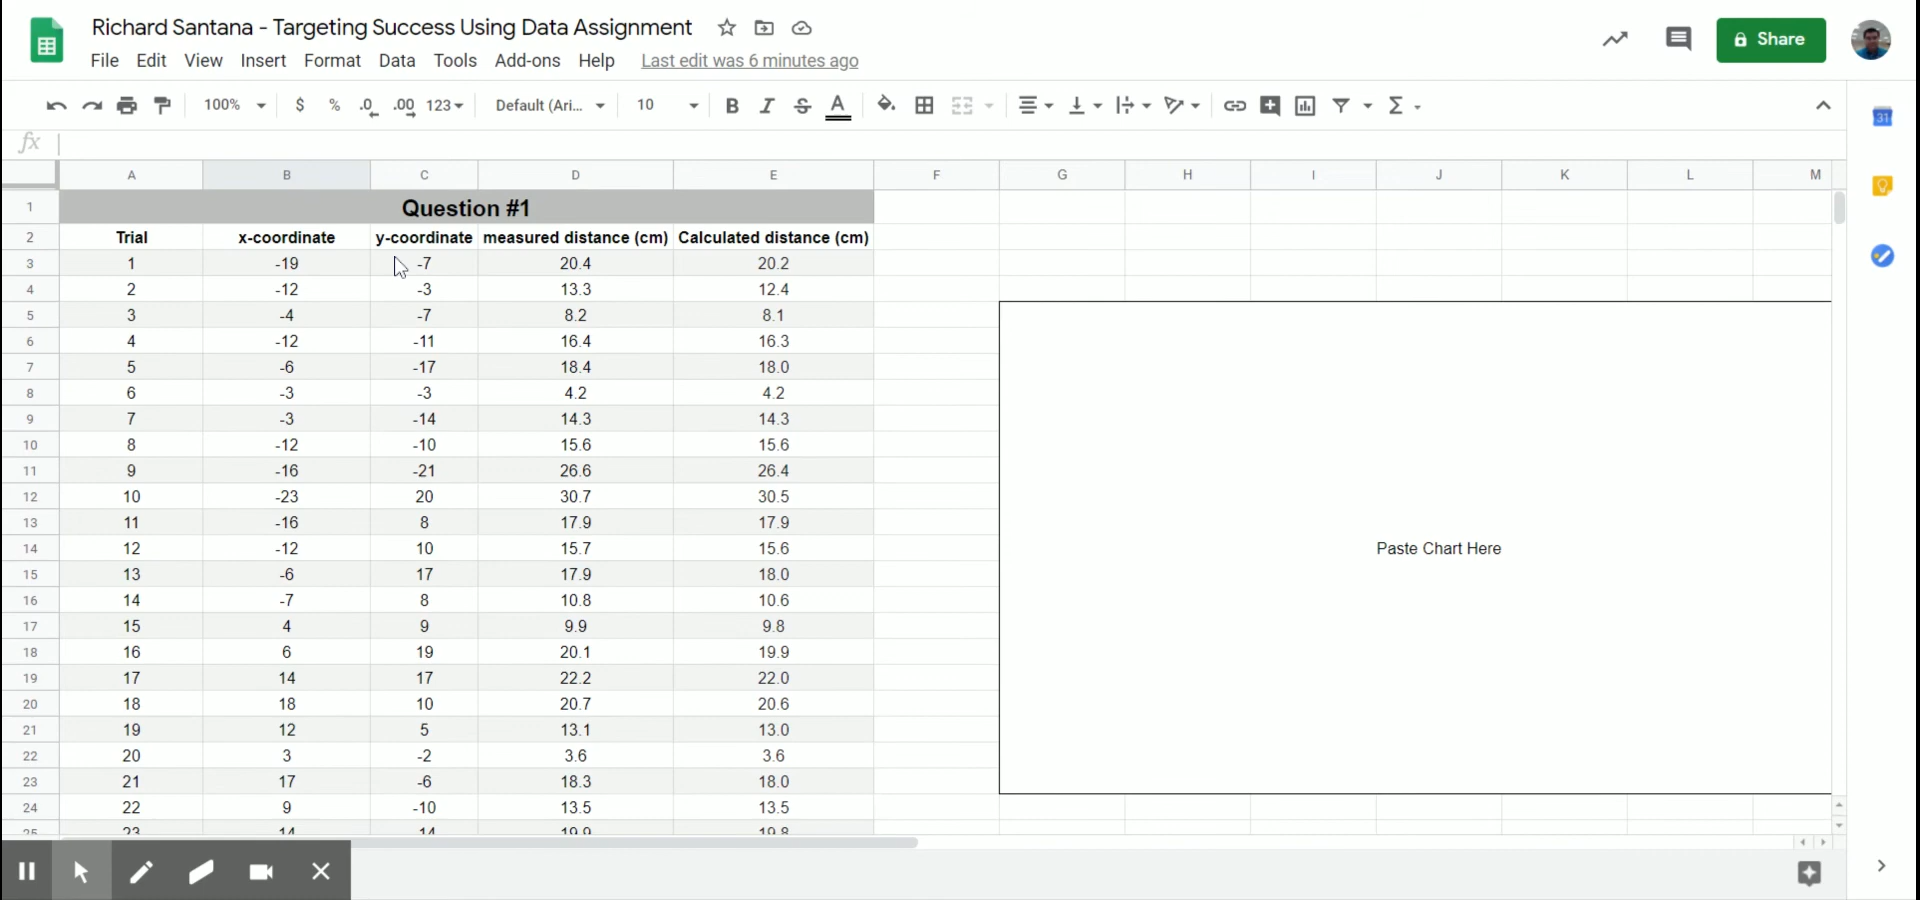 Richard Santana - Targeting Success Using Data Assignment
File Edit View Insert Format Data Tools Add-ons Help Last edit was 6 minutes ago
Share
100% $ % .0 .00 123 Default (Ari... 10 B I S A Σ
31
fx
A B C D E F G H I J K L M
1 Question #1
2 Trial x-coordinate y-coordinate measured distance (cm) Calculated distance (cm)
3 1 -19 -7 20.4 20.2
4 2 -12 -3 13.3 12.4
5 3 -4 -7 8.2 8.1
6 4 -12 -11 16.4 16.3
7 5 -6 -17 18.4 18.0
8 6 -3 -3 4.2 4.2
9 7 -3 -14 14.3 14.3
10 8 -12 -10 15.6 15.6
11 9 -16 -21 26.6 26.4
12 10 -23 20 30.7 30.5
13 11 -16 8 17.9 17.9
14 12 -12 10 15.7 15.6 Paste Chart Here
15 13 -6 17 17.9 18.0
16 14 -7 8 10.8 10.6
17 15 4 9 9.9 9.8
18 16 6 19 20.1 19.9
19 17 14 17 22.2 22.0
20 18 18 10 20.7 20.6
21 19 12 5 13.1 13.0
22 20 3 -2 3.6 3.6
23 21 17 -6 18.3 18.0
24 22 9 -10 13.5 13.5
25 23 14 -14 19.9 19.8